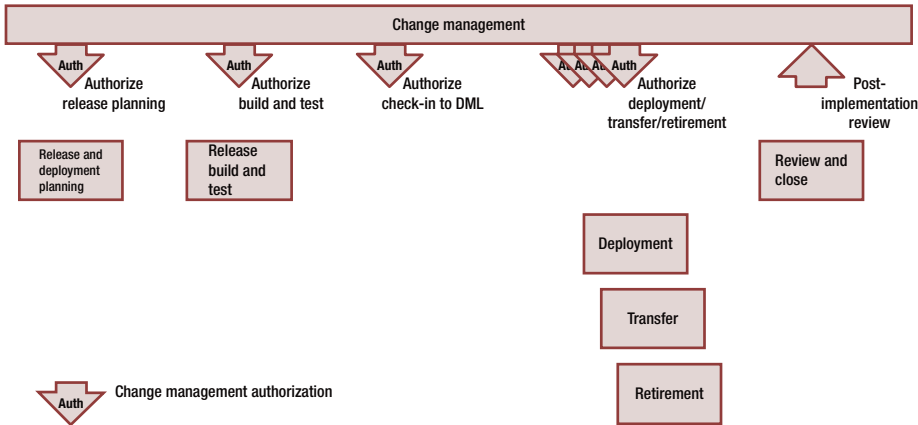 Change management
Auth
Authorize
release planning
Auth
Authorize
build and test
Auth
Authorize
check-in to DML
Auth
Authorize
deployment/
transfer/retirement
Post-
implementation
review
Release and
deployment
planning
Release
build and
test
Review and
close
Deployment
Transfer
Retirement
Auth
Change management authorization